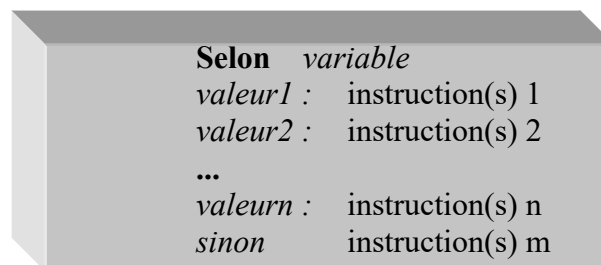 Selon variable
valeur1 : instruction(s) 1
valeur2 : instruction(s) 2
...
valeurn : instruction(s) n
sinon instruction(s) m